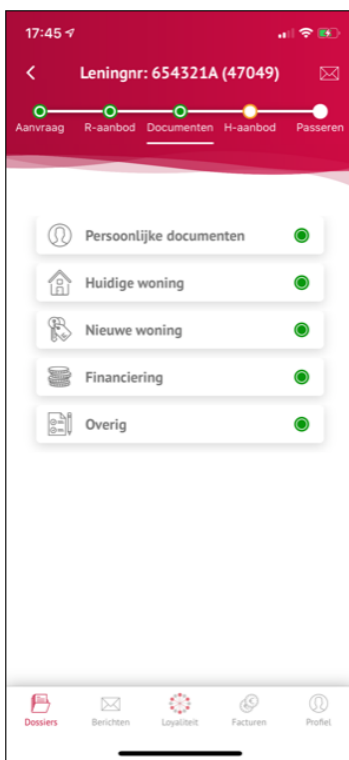 17:45
Leningnr: 654321A (47049)
Aanvraag R-aanbod Documenten H-aanbod Passeren
Persoonlijke documenten
Huidige woning
Nieuwe woning
Financiering
Overig
Dossiers Berichten Loyaliteit Facturen Profiel